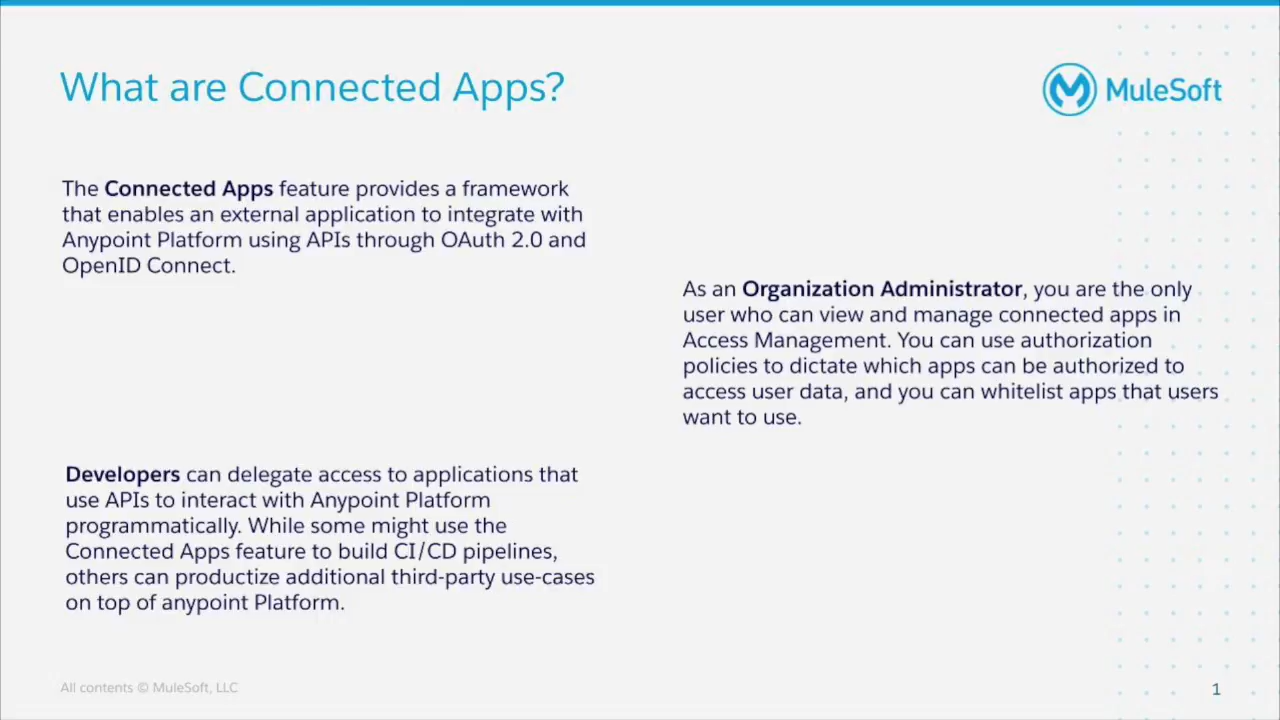 What are Connected Apps?
MuleSoft
The Connected Apps feature provides a framework
that enables an external application to integrate with
Anypoint Platform using APIs through OAuth 2.0 and
OpenID Connect.
As an Organization Administrator, you are the only
user who can view and manage connected apps in
Access Management. You can use authorization
policies to dictate which apps can be authorized to
access user data, and you can whitelist apps that users
want to use.
Developers can delegate access to applications that
use APIs to interact with Anypoint Platform
programmatically. While some might use the
Connected Apps feature to build CI/CD pipelines,
others can productize additional third-party use-cases
on top of anypoint Platform.
All contents © MuleSoft, LLC
1